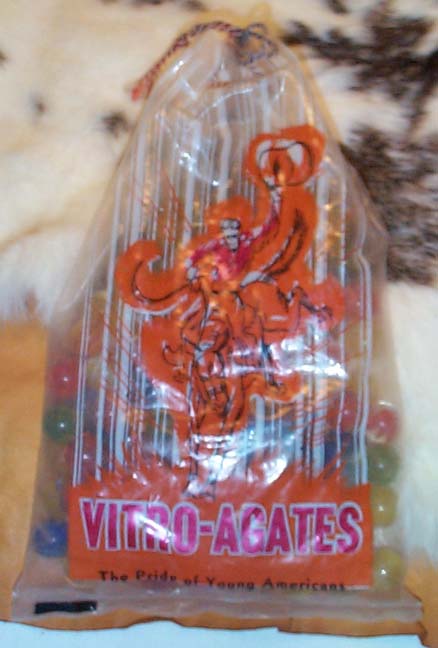 VITRO-AGATES
The Pride of Young Americans